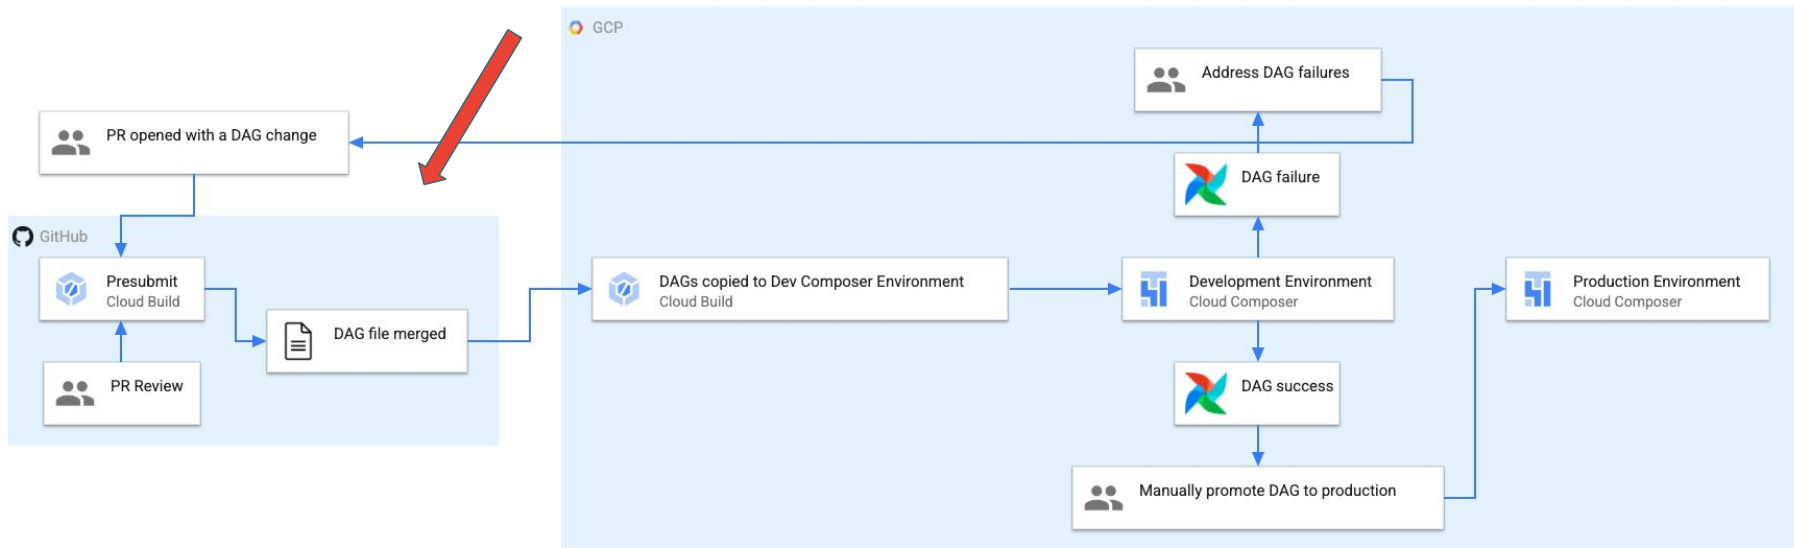 GCP
Address DAG failures
PR opened with a DAG change
DAG failure
GitHub
Presubmit
Cloud Build
DAGs copied to Dev Composer Environment
Cloud Build
Development Environment
Cloud Composer
Production Environment
Cloud Composer
DAG file merged
PR Review
DAG success
Manually promote DAG to production